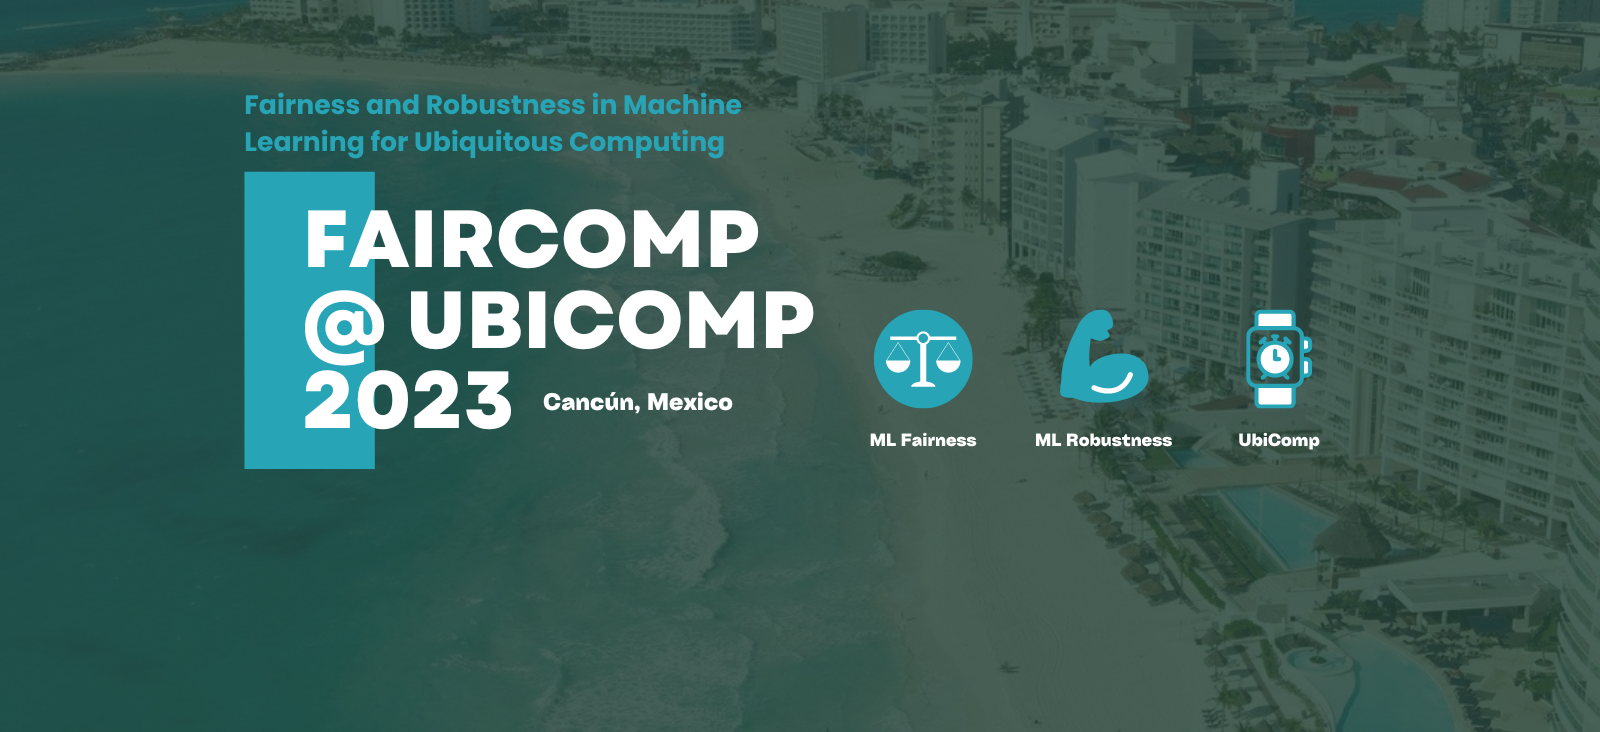 Fairness and Robustness in Machine
Learning for Ubiquitous Computing
FAIRCOMP
@ UBICOMP
2023
Cancún, Mexico
ML Fairness
ML Robustness
UbiComp